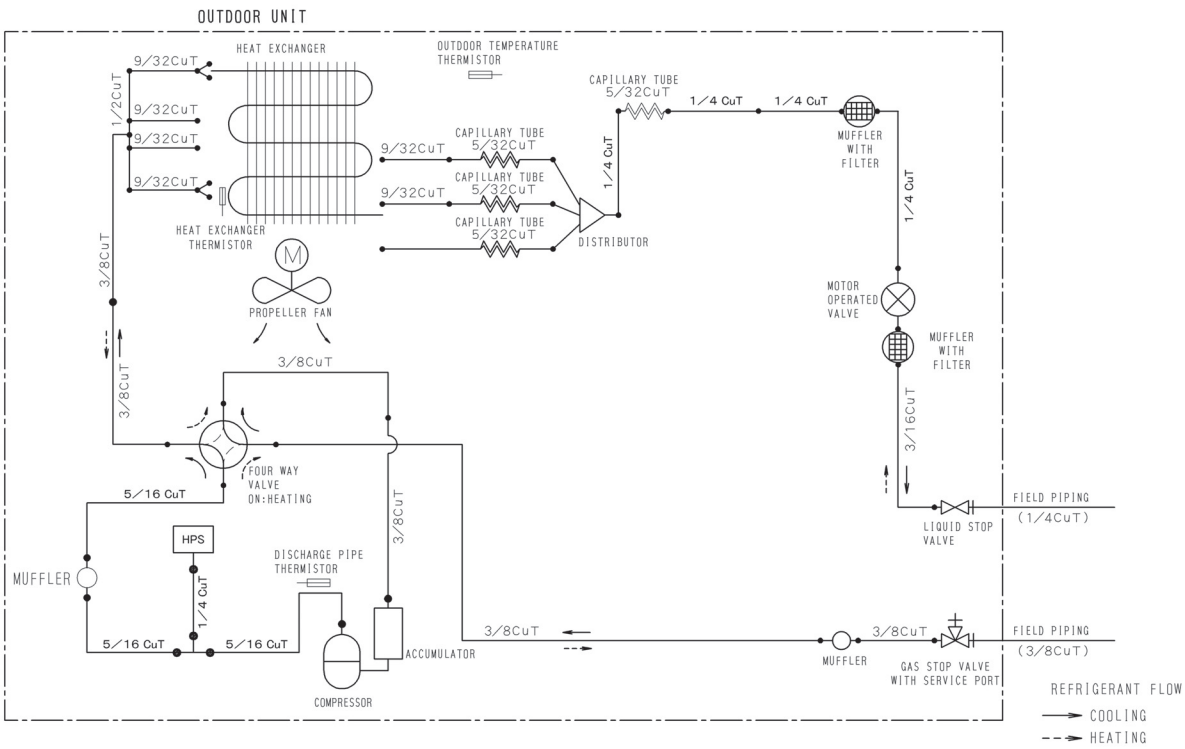 OUTDOOR UNIT
HEAT EXCHANGER
OUTDOOR TEMPERATURE
THERMISTOR
9/32CuT
1/2CuT
9/32CuT
9/32CuT
9/32CuT
HEAT EXCHANGER
THERMISTOR
M
PROPELLER FAN
CAPILLARY TUBE
5/32CuT
9/32CuT
CAPILLARY TUBE
5/32CuT
9/32CuT
CAPILLARY TUBE
5/32CuT
DISTRIBUTOR
1/4 CuT
CAPILLARY TUBE
5/32CuT
1/4 CuT
1/4 CuT
MUFFLER
WITH
FILTER
1/4 CuT
MOTOR
OPERATED
VALVE
MUFFLER
WITH
FILTER
3/16CuT
LIQUID STOP
VALVE
FIELD PIPING
(1/4CuT)
3/8CuT
3/8CuT
3/8CuT
FOUR WAY
VALVE
ON:HEATING
5/16 CuT
3/8CuT
HPS
MUFFLER
1/4 CuT
DISCHARGE PIPE
THERMISTOR
5/16 CuT
5/16 CuT
COMPRESSOR
ACCUMULATOR
3/8CuT
MUFFLER
3/8CuT
GAS STOP VALVE
WITH SERVICE PORT
FIELD PIPING
(3/8CuT)
REFRIGERANT FLOW
COOLING
HEATING